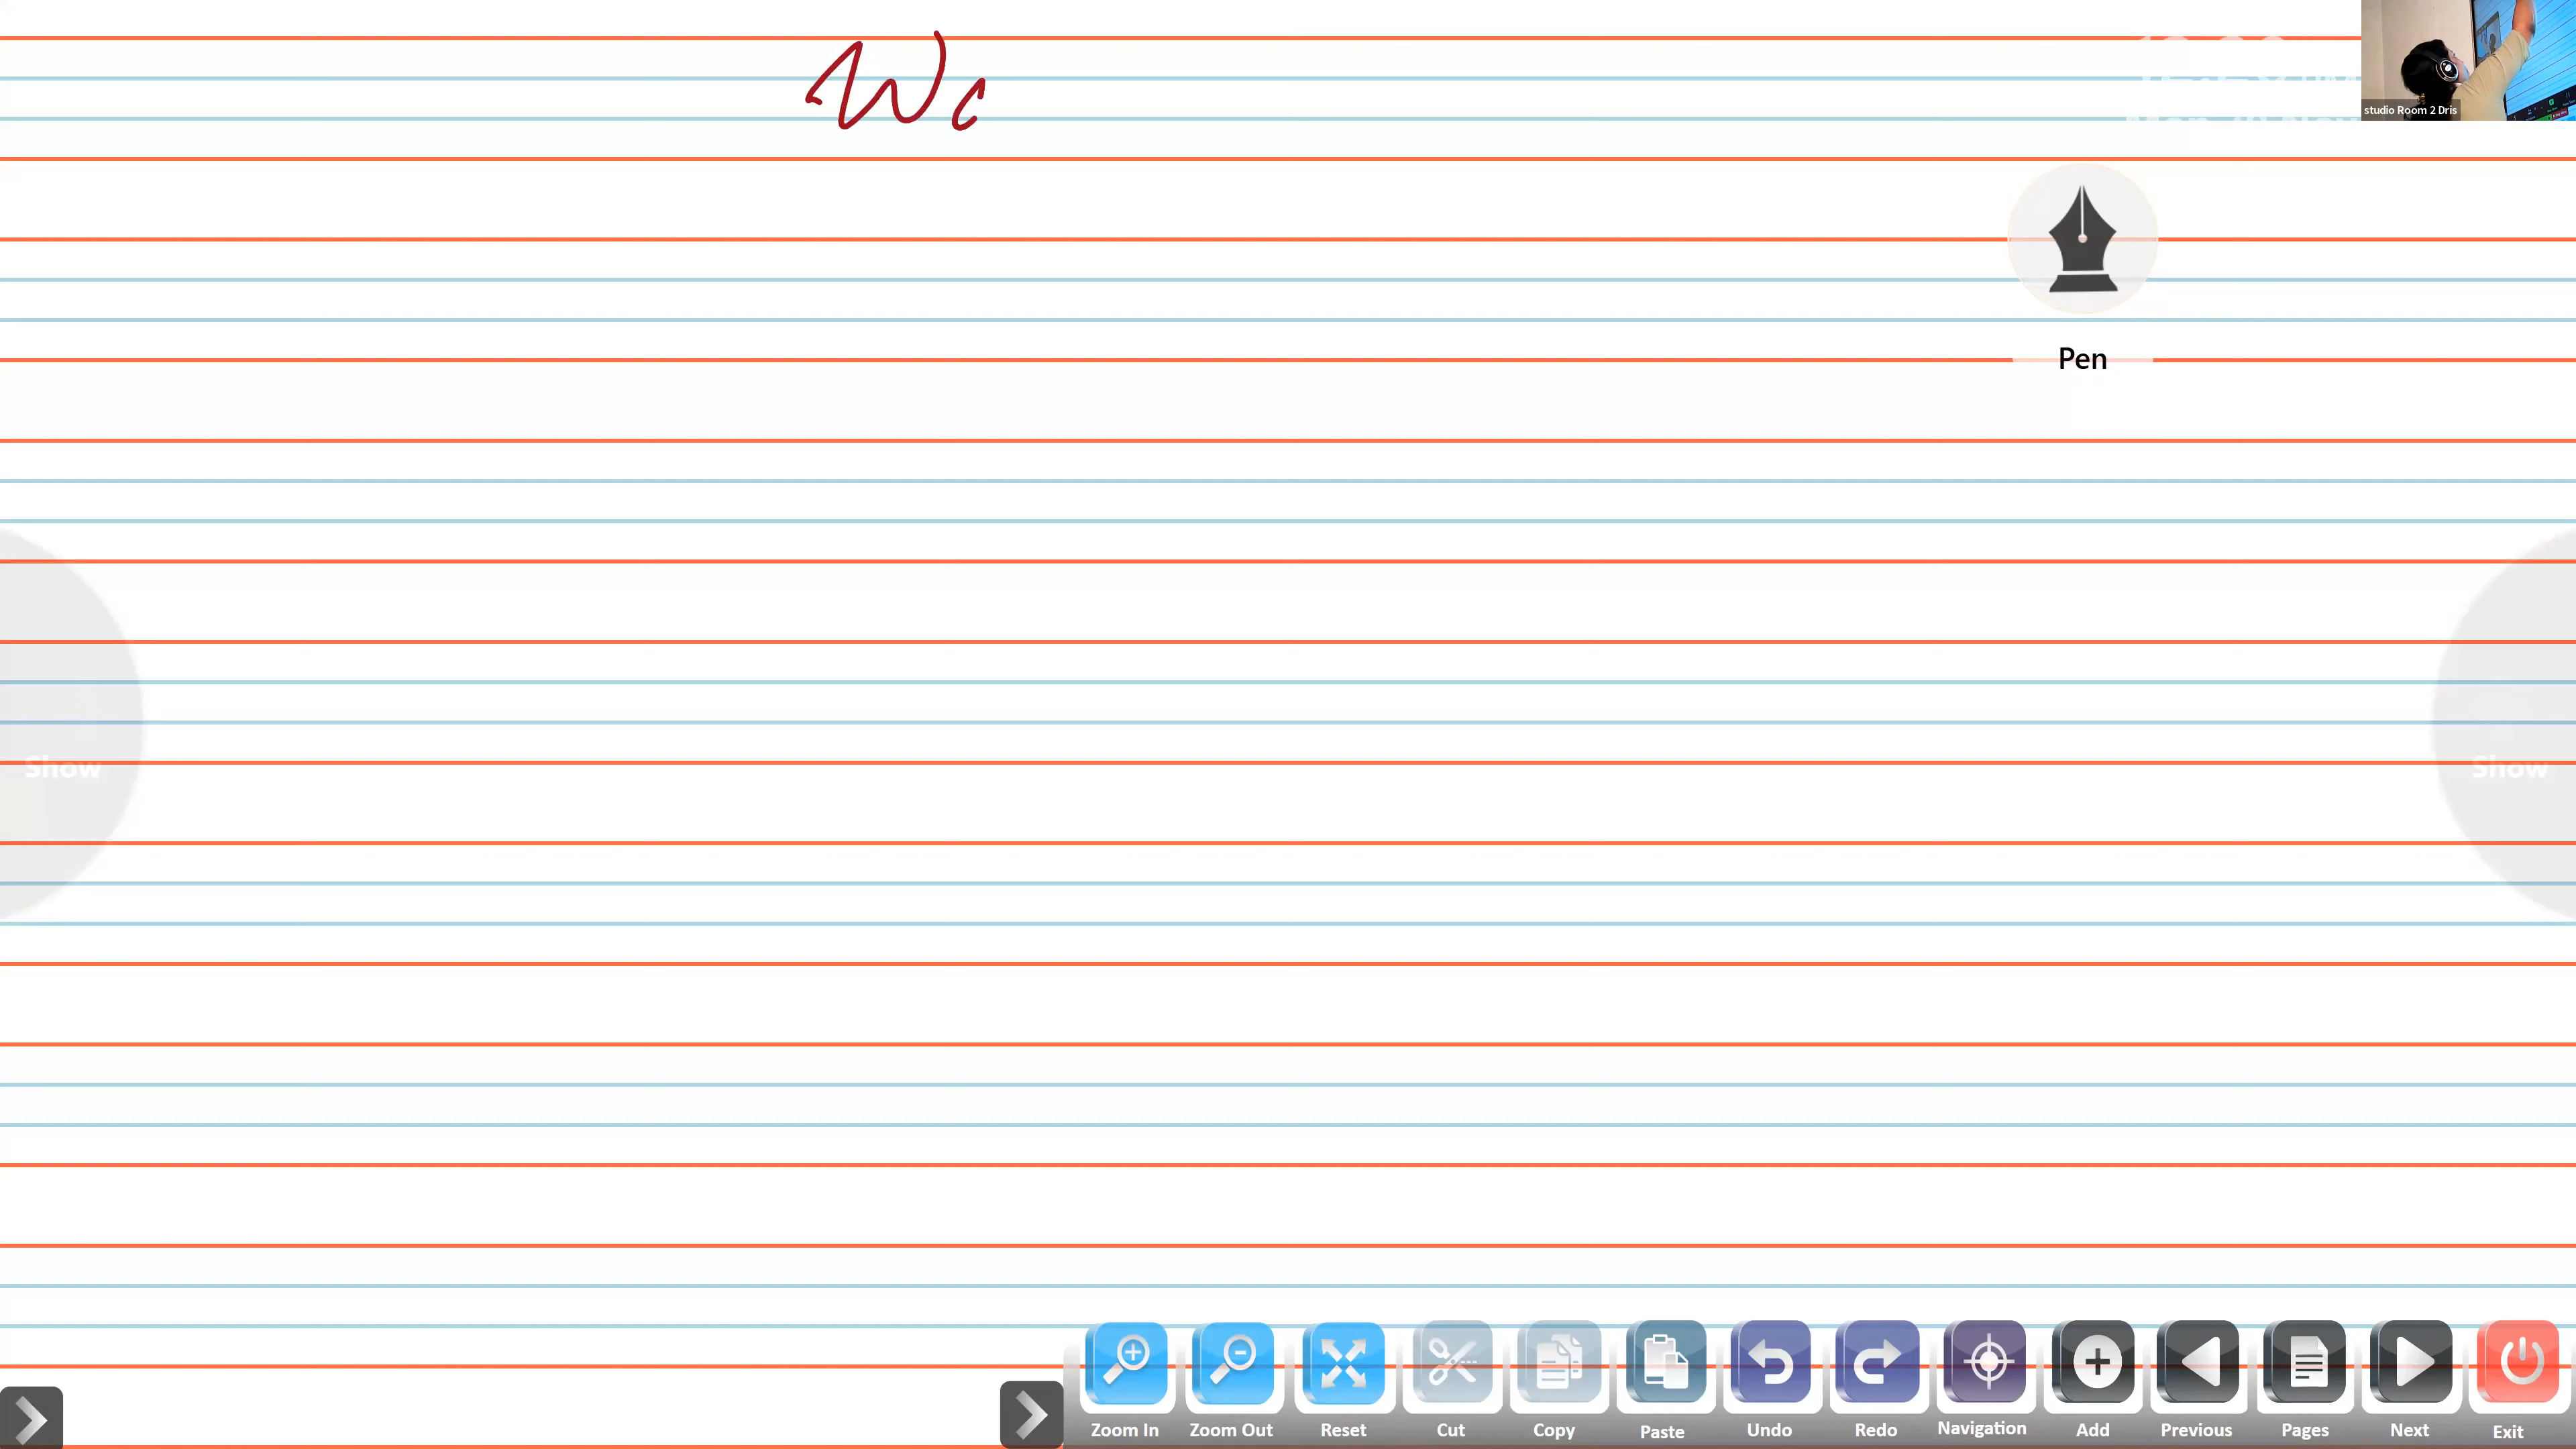 studio Room 2 Dris
Pen
Show
Show
Zoom In
Zoom Out
Reset
Cut
Copy
Paste
Undo
Redo
Navigation
Add
Previous
Pages
Next
Exit